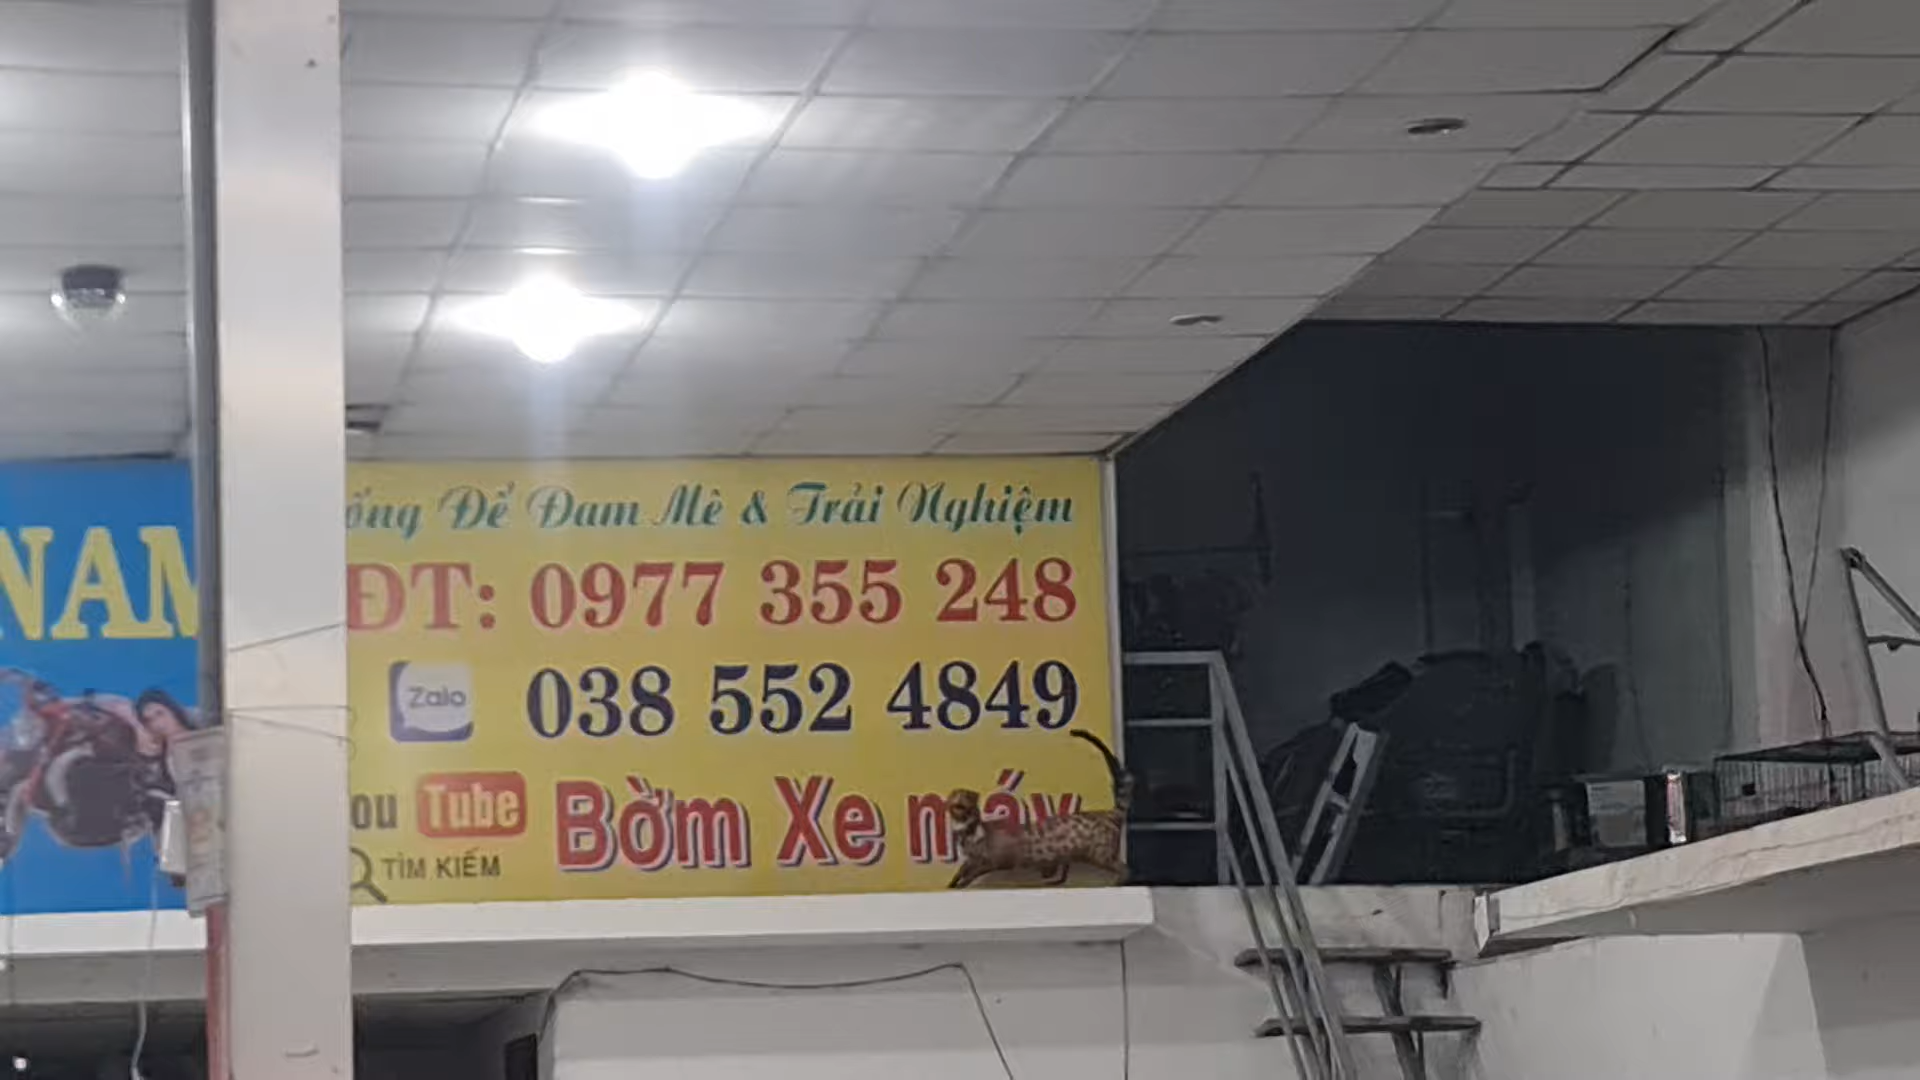 NAM
ống Để Đam Mê & Trải Nghiệm
ĐT: 0977 355 248
Zalo 038 552 4849
ou Tube Bờm Xe máy
TÌM KIẾM